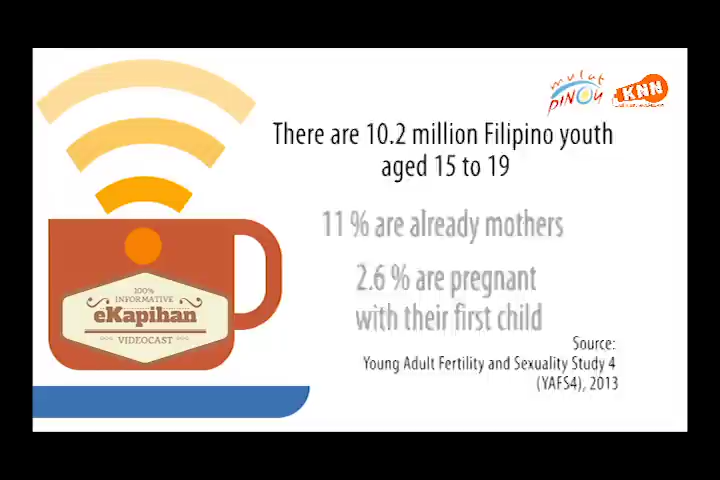 mulat
PINOY
KNN
There are 10.2 million Filipino youth
aged 15 to 19
11 % are already mothers
2.6 % are pregnant
with their first child
100%
INFORMATIVE
eKapihan
VIDEOCAST
Source:
Young Adult Fertility and Sexuality Study 4
(YAFS4), 2013